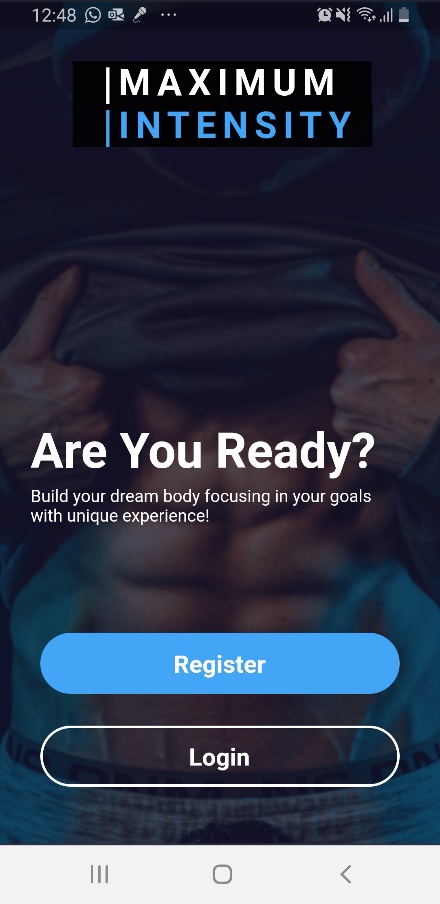 12:48
|MAXIMUM
|INTENSITY
Are You Ready?
Build your dream body focusing in your goals
with unique experience!
Register
Login